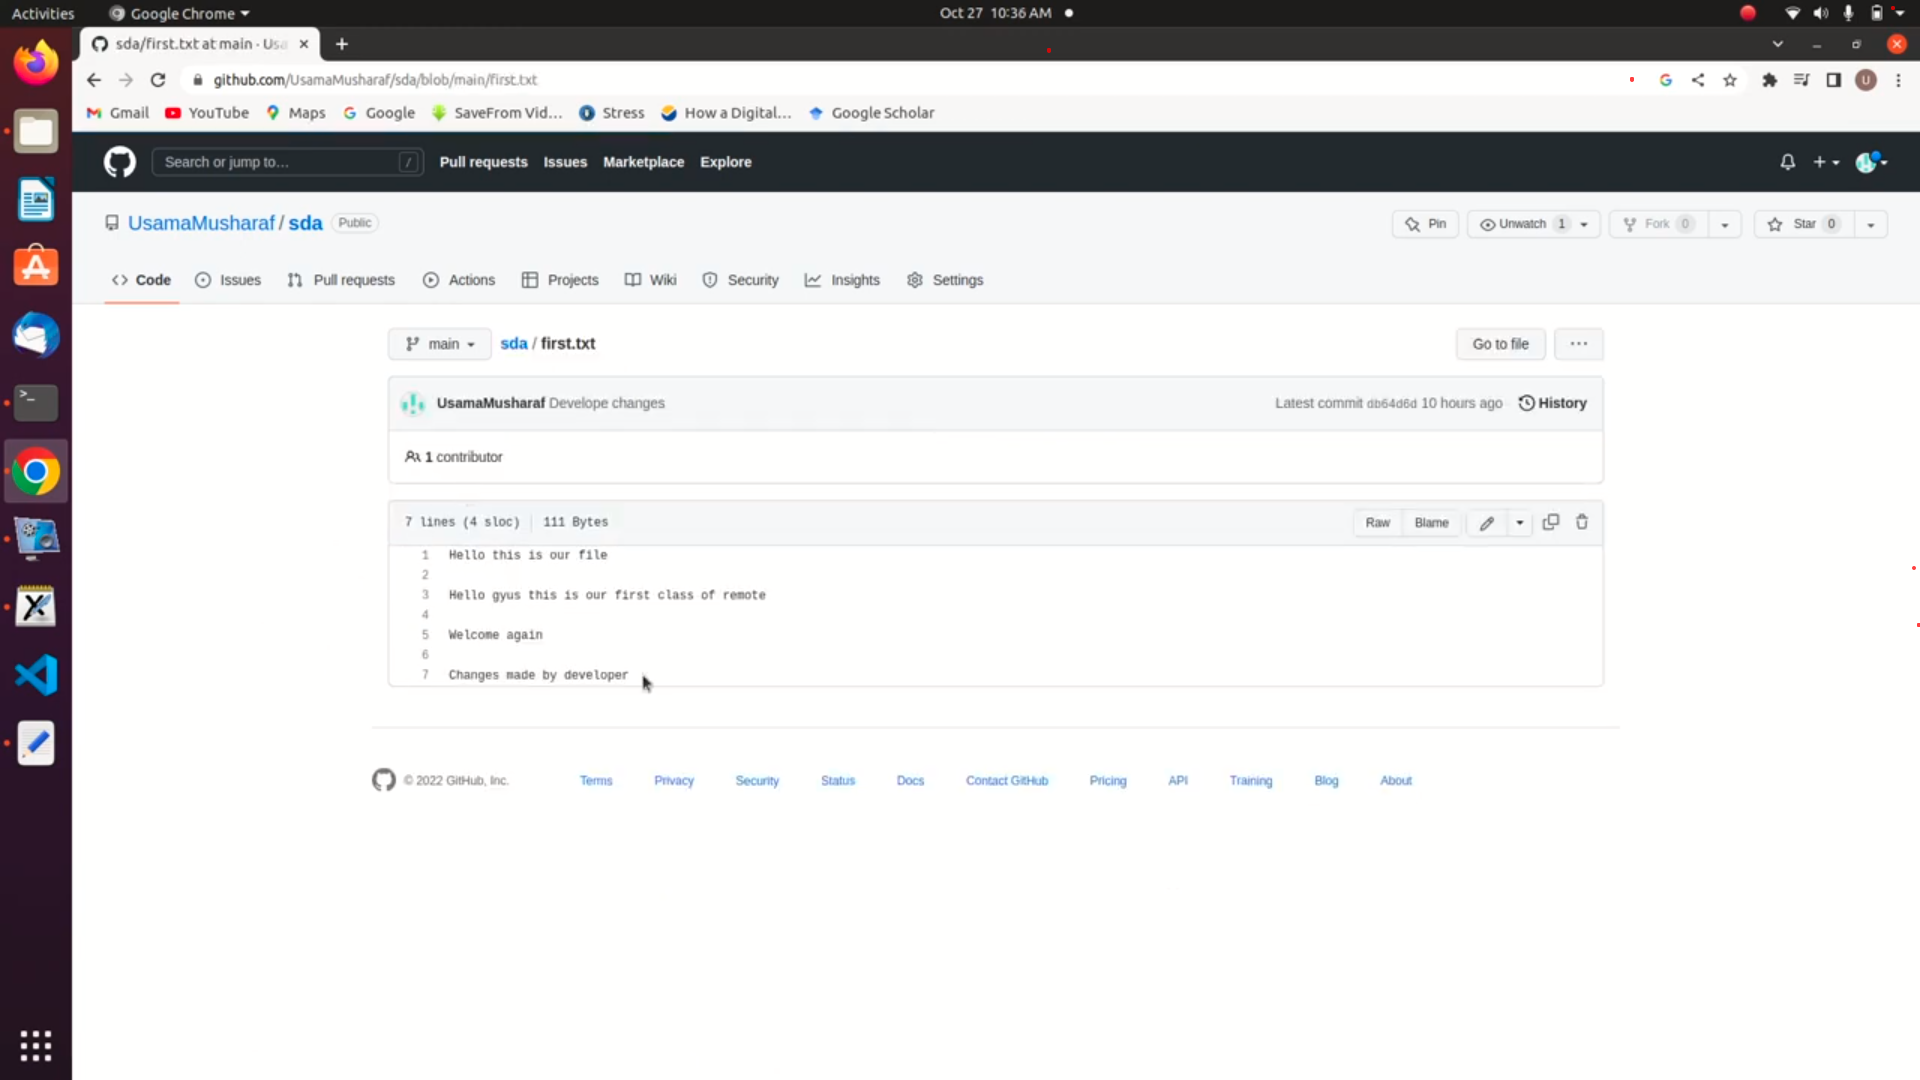 Activities Google Chrome Oct 27 10:36 AM
sda/first.txt at main · Usa
github.com/UsamaMusharaf/sda/blob/main/first.txt U
Gmail YouTube Maps Google SaveFrom Vid... Stress How a Digital... Google Scholar
Search or jump to... / Pull requests Issues Marketplace Explore
UsamaMusharaf / sda Public Pin Unwatch 1 Fork 0 Star 0
Code Issues Pull requests Actions Projects Wiki Security Insights Settings
main sda / first.txt Go to file ...
UsamaMusharaf Develope changes Latest commit db64d6d 10 hours ago History
1 contributor
7 lines (4 sloc) 111 Bytes Raw Blame
1 Hello this is our file
2
3 Hello gyus this is our first class of remote
4
5 Welcome again
6
7 Changes made by developer
© 2022 GitHub, Inc. Terms Privacy Security Status Docs Contact GitHub Pricing API Training Blog About